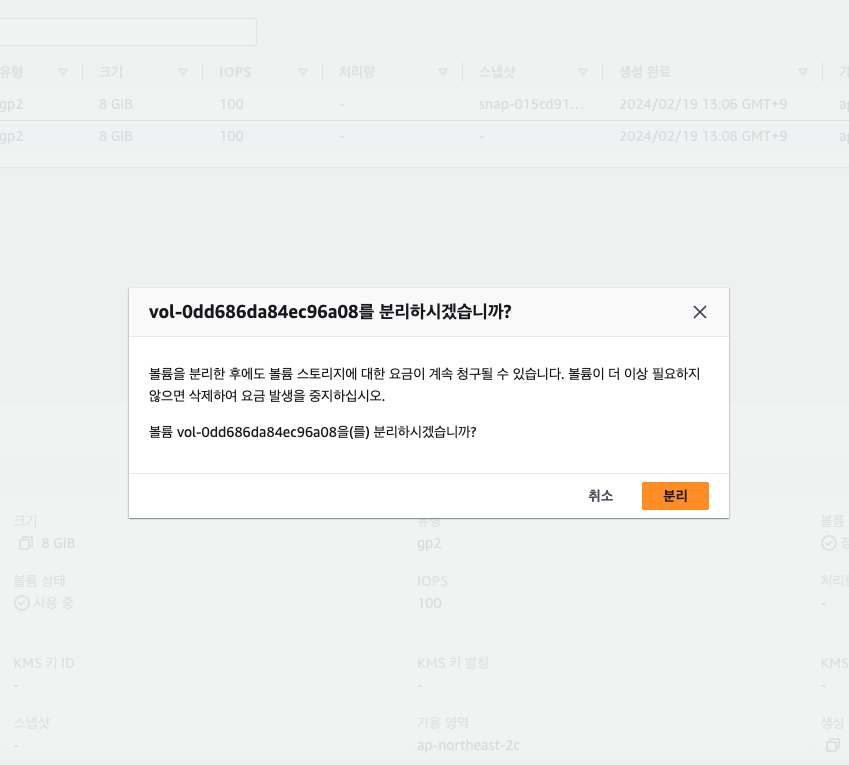 유형 크기 IOPS 처리량 스냅샷 생성 완료
gp2 8 GiB 100 - snap-015cd91... 2024/02/19 13:06 GMT+9 ap
gp2 8 GiB 100 - - 2024/02/19 13:08 GMT+9 ap
vol-0dd686da84ec96a08를 분리하시겠습니까?
볼륨을 분리한 후에도 볼륨 스토리지에 대한 요금이 계속 청구될 수 있습니다. 볼륨이 더 이상 필요하지
않으면 삭제하여 요금 발생을 중지하십시오.
볼륨 vol-0dd686da84ec96a08을(를) 분리하시겠습니까?
취소 분리
크기 유형 볼륨
8 GiB gp2
볼륨 상태 IOPS 처리량
사용 중 100 -
KMS 키 ID KMS 키 별칭 KMS
- - -
스냅샷 가용 영역 생성
- ap-northeast-2c